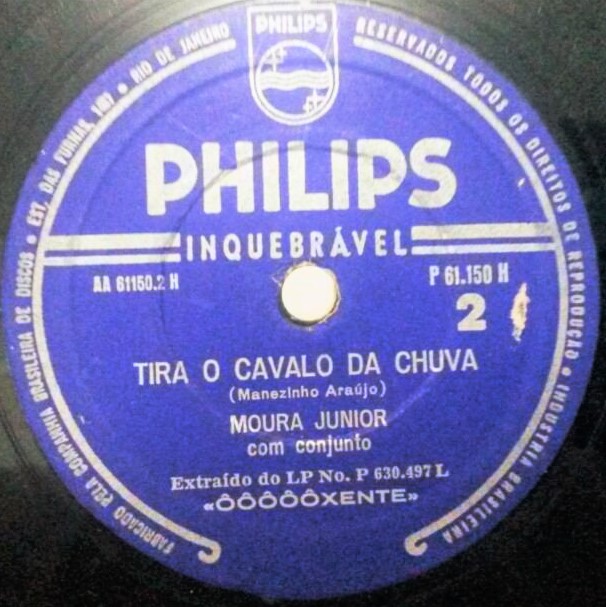 PHILIPS
FABRICADO PELA COMPANHIA BRASILEIRA DE DISCOS • EST. DAS FURNAS, 1187 • RIO DE JANEIRO
RESERVADOS TODOS OS DIREITOS DE REPRODUÇÃO • INDUSTRIA BRASILEIRA
PHILIPS
INQUEBRÁVEL
AA 61150.2 H
P 61.150 H
2
TIRA O CAVALO DA CHUVA
(Manezinho Araújo)
MOURA JUNIOR
com conjunto
Extraído do LP No. P 630.497 L
«ÔÔÔÔÔXENTE»